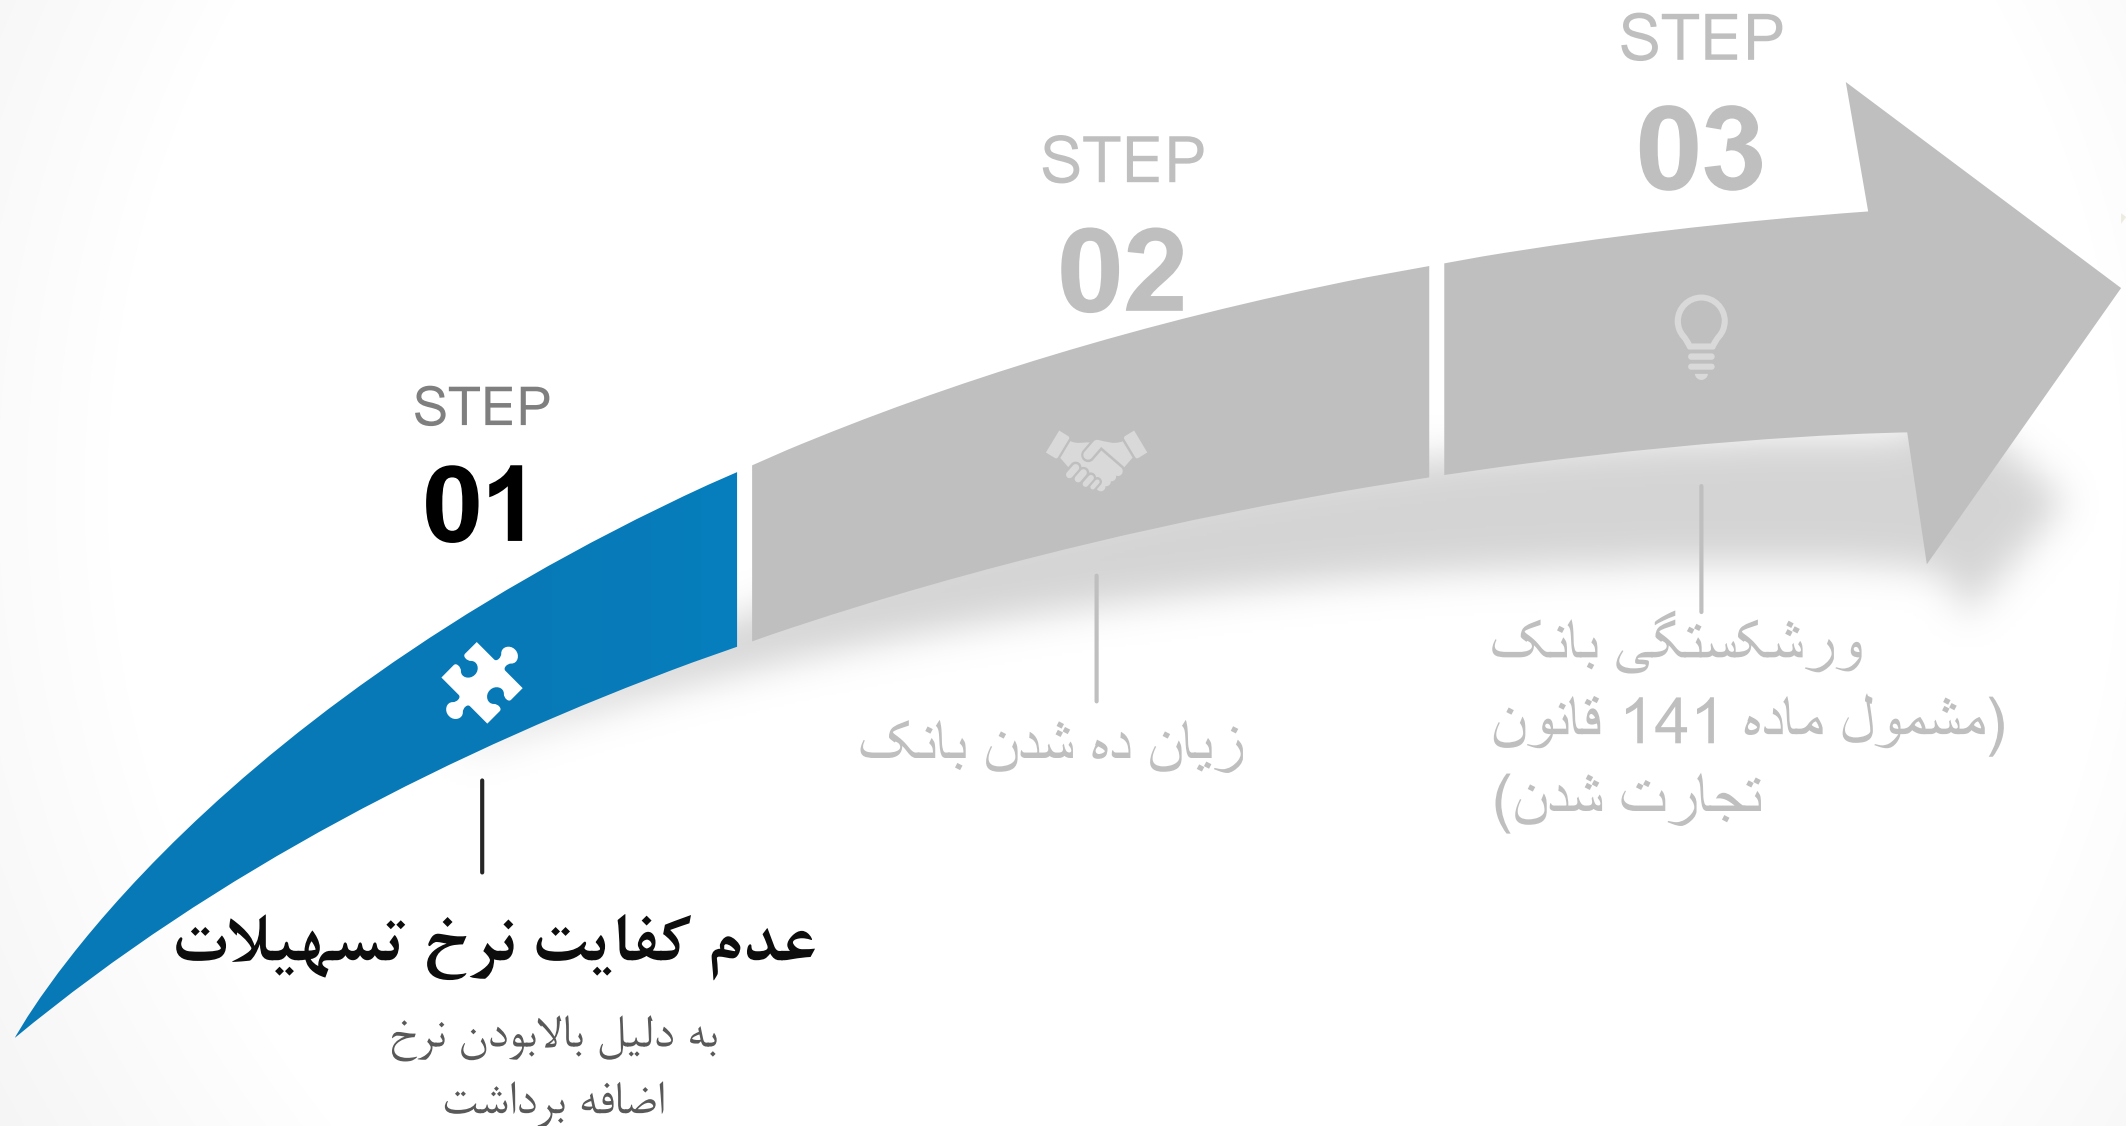 STEP
01
عدم کفایت نرخ تسهیلات
به دلیل بالابودن نرخ
اضافه برداشت
STEP
02
زیان ده شدن بانک
STEP
03
ورشکستگی بانک
(مشمول ماده 141 قانون
تجارت شدن)